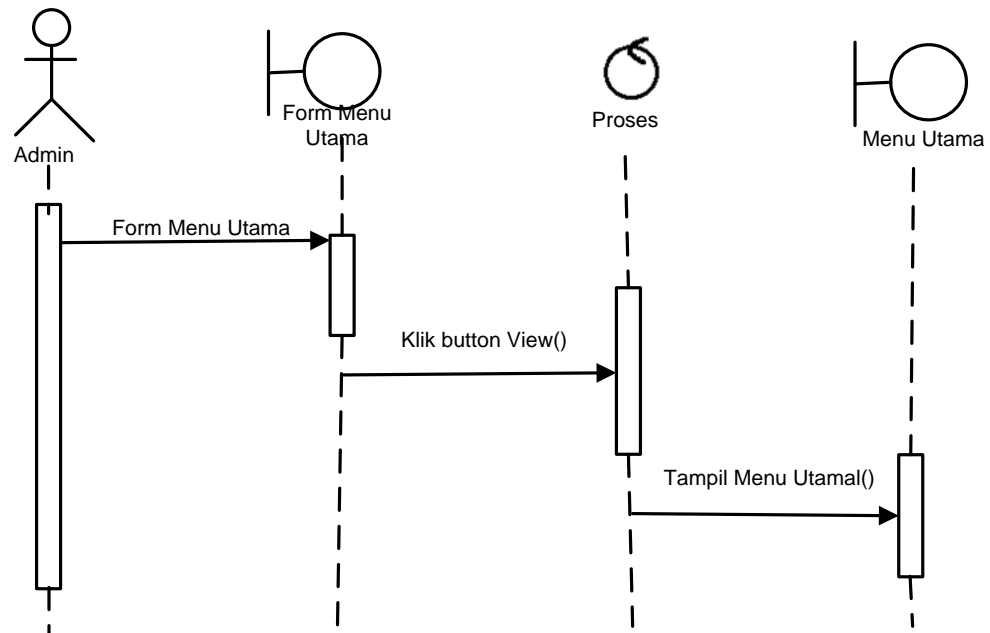 Form Menu
Utama
Proses
Menu Utama
Admin
Form Menu Utama
Klik button View()
Tampil Menu Utamal()